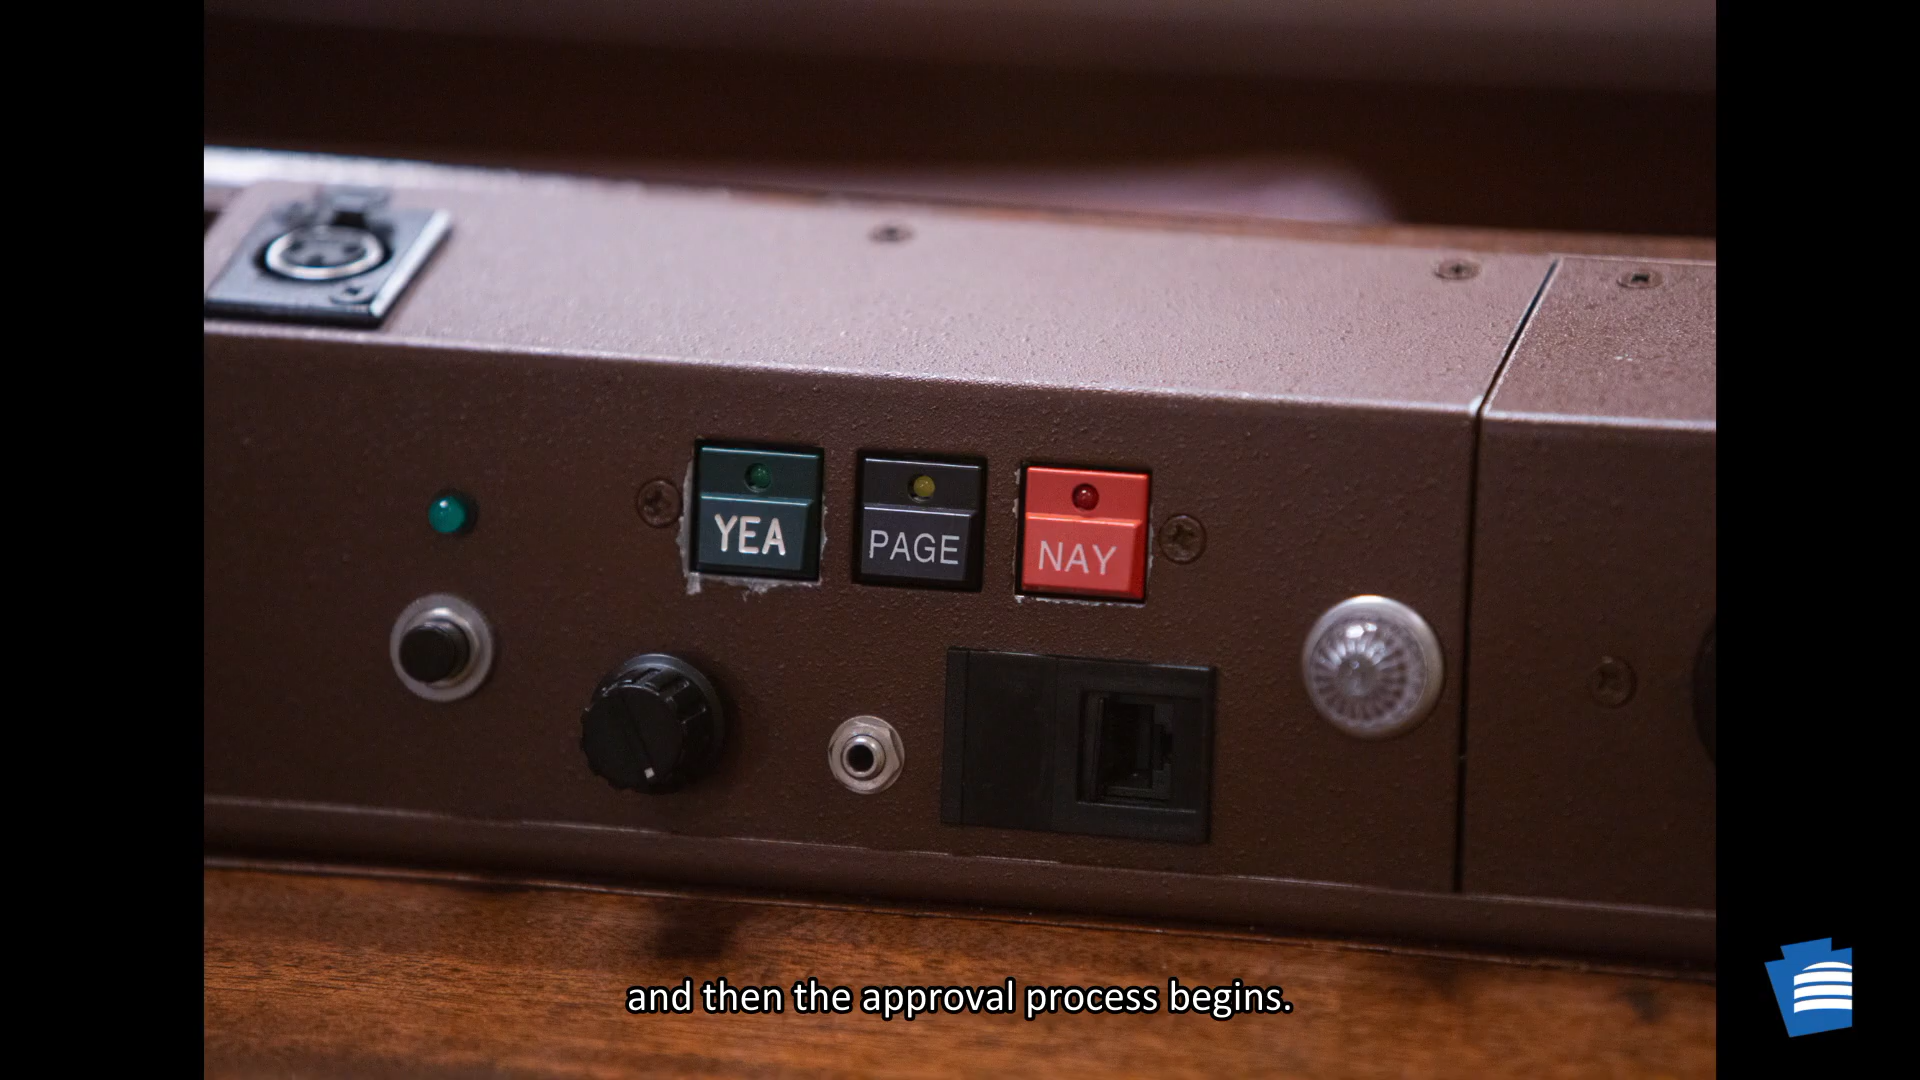 YEA
PAGE
NAY
and then the approval process begins.